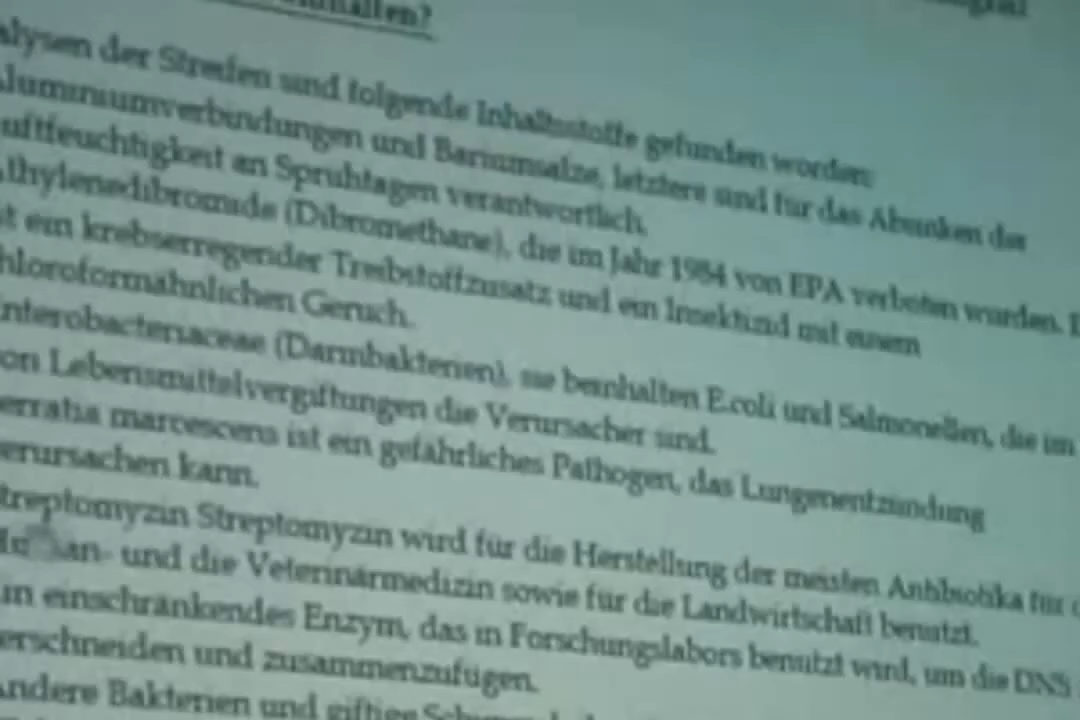 alysen der Streifen sind folgende Inhaltsstoffe gefunden worden:
luminiumverbindungen und Bariumsalze, letztere sind für das Absinken der
uftfeuchtigkeit an Sprühtagen verantwortlich.
thylenedibromide (Dibromethane), die im Jahr 1984 von EPA verboten wurden.
t ein krebserregender Treibstoffzusatz und ein Insektizid mit einem
hloroformähnlichen Geruch.
nterobacteriaceae (Darmbakterien), sie beinhalten E.coli und Salmonellen, die im
on Lebensmittelvergiftungen die Verursacher sind.
erratia marcescens ist ein gefährliches Pathogen, das Lungenentzündung
erursachen kann.
treptomyzin Streptomyzin wird für die Herstellung der meisten Antibiotika für
an- und die Veterinärmedizin sowie für die Landwirtschaft benutzt.
in einschränkendes Enzym, das in Forschungslabors benutzt wird, um die DNS
erschneiden und zusammenzufügen.
andere Bakterien und giftige